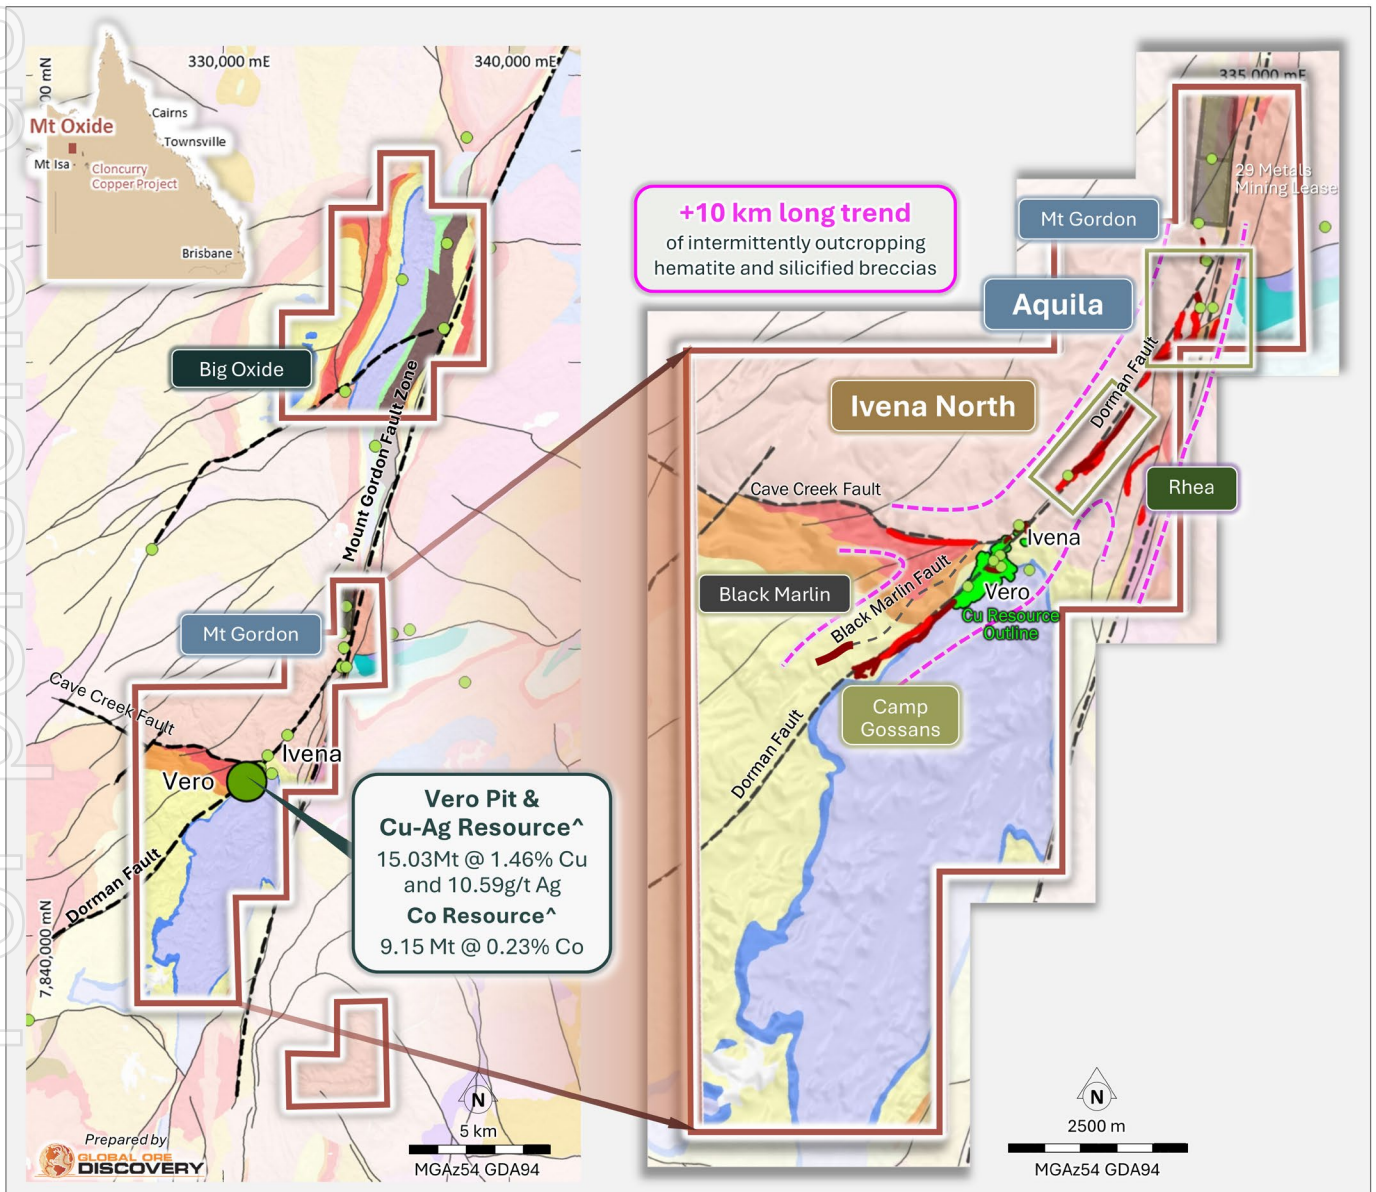 330,000 mE
340,000 mE
00 mN
Cairns
Mt Oxide
Townsville
Mt Isa
Cloncurry
Copper Project
Brisbane
Big Oxide
Mount Gordon Fault Zone
Mt Gordon
Cave Creek Fault
Ivena
Vero
Dorman Fault
7,840,000 mN
Vero Pit &
Cu-Ag Resource^
15.03Mt @ 1.46% Cu
and 10.59g/t Ag
Co Resource^
9.15 Mt @ 0.23% Co
N
5 km
MGAz54 GDA94
Prepared by
GLOBAL ORE
DISCOVERY
+10 km long trend
of intermittently outcropping
hematite and silicified breccias
335,000 mE
29 Metals
Mining Lease
Mt Gordon
Aquila
Ivena North
Dorman Fault
Rhea
Cave Creek Fault
Ivena
Black Marlin
Black Marlin Fault
Vero
Cu Resource
Outline
Camp
Gossans
Dorman Fault
N
2500 m
MGAz54 GDA94